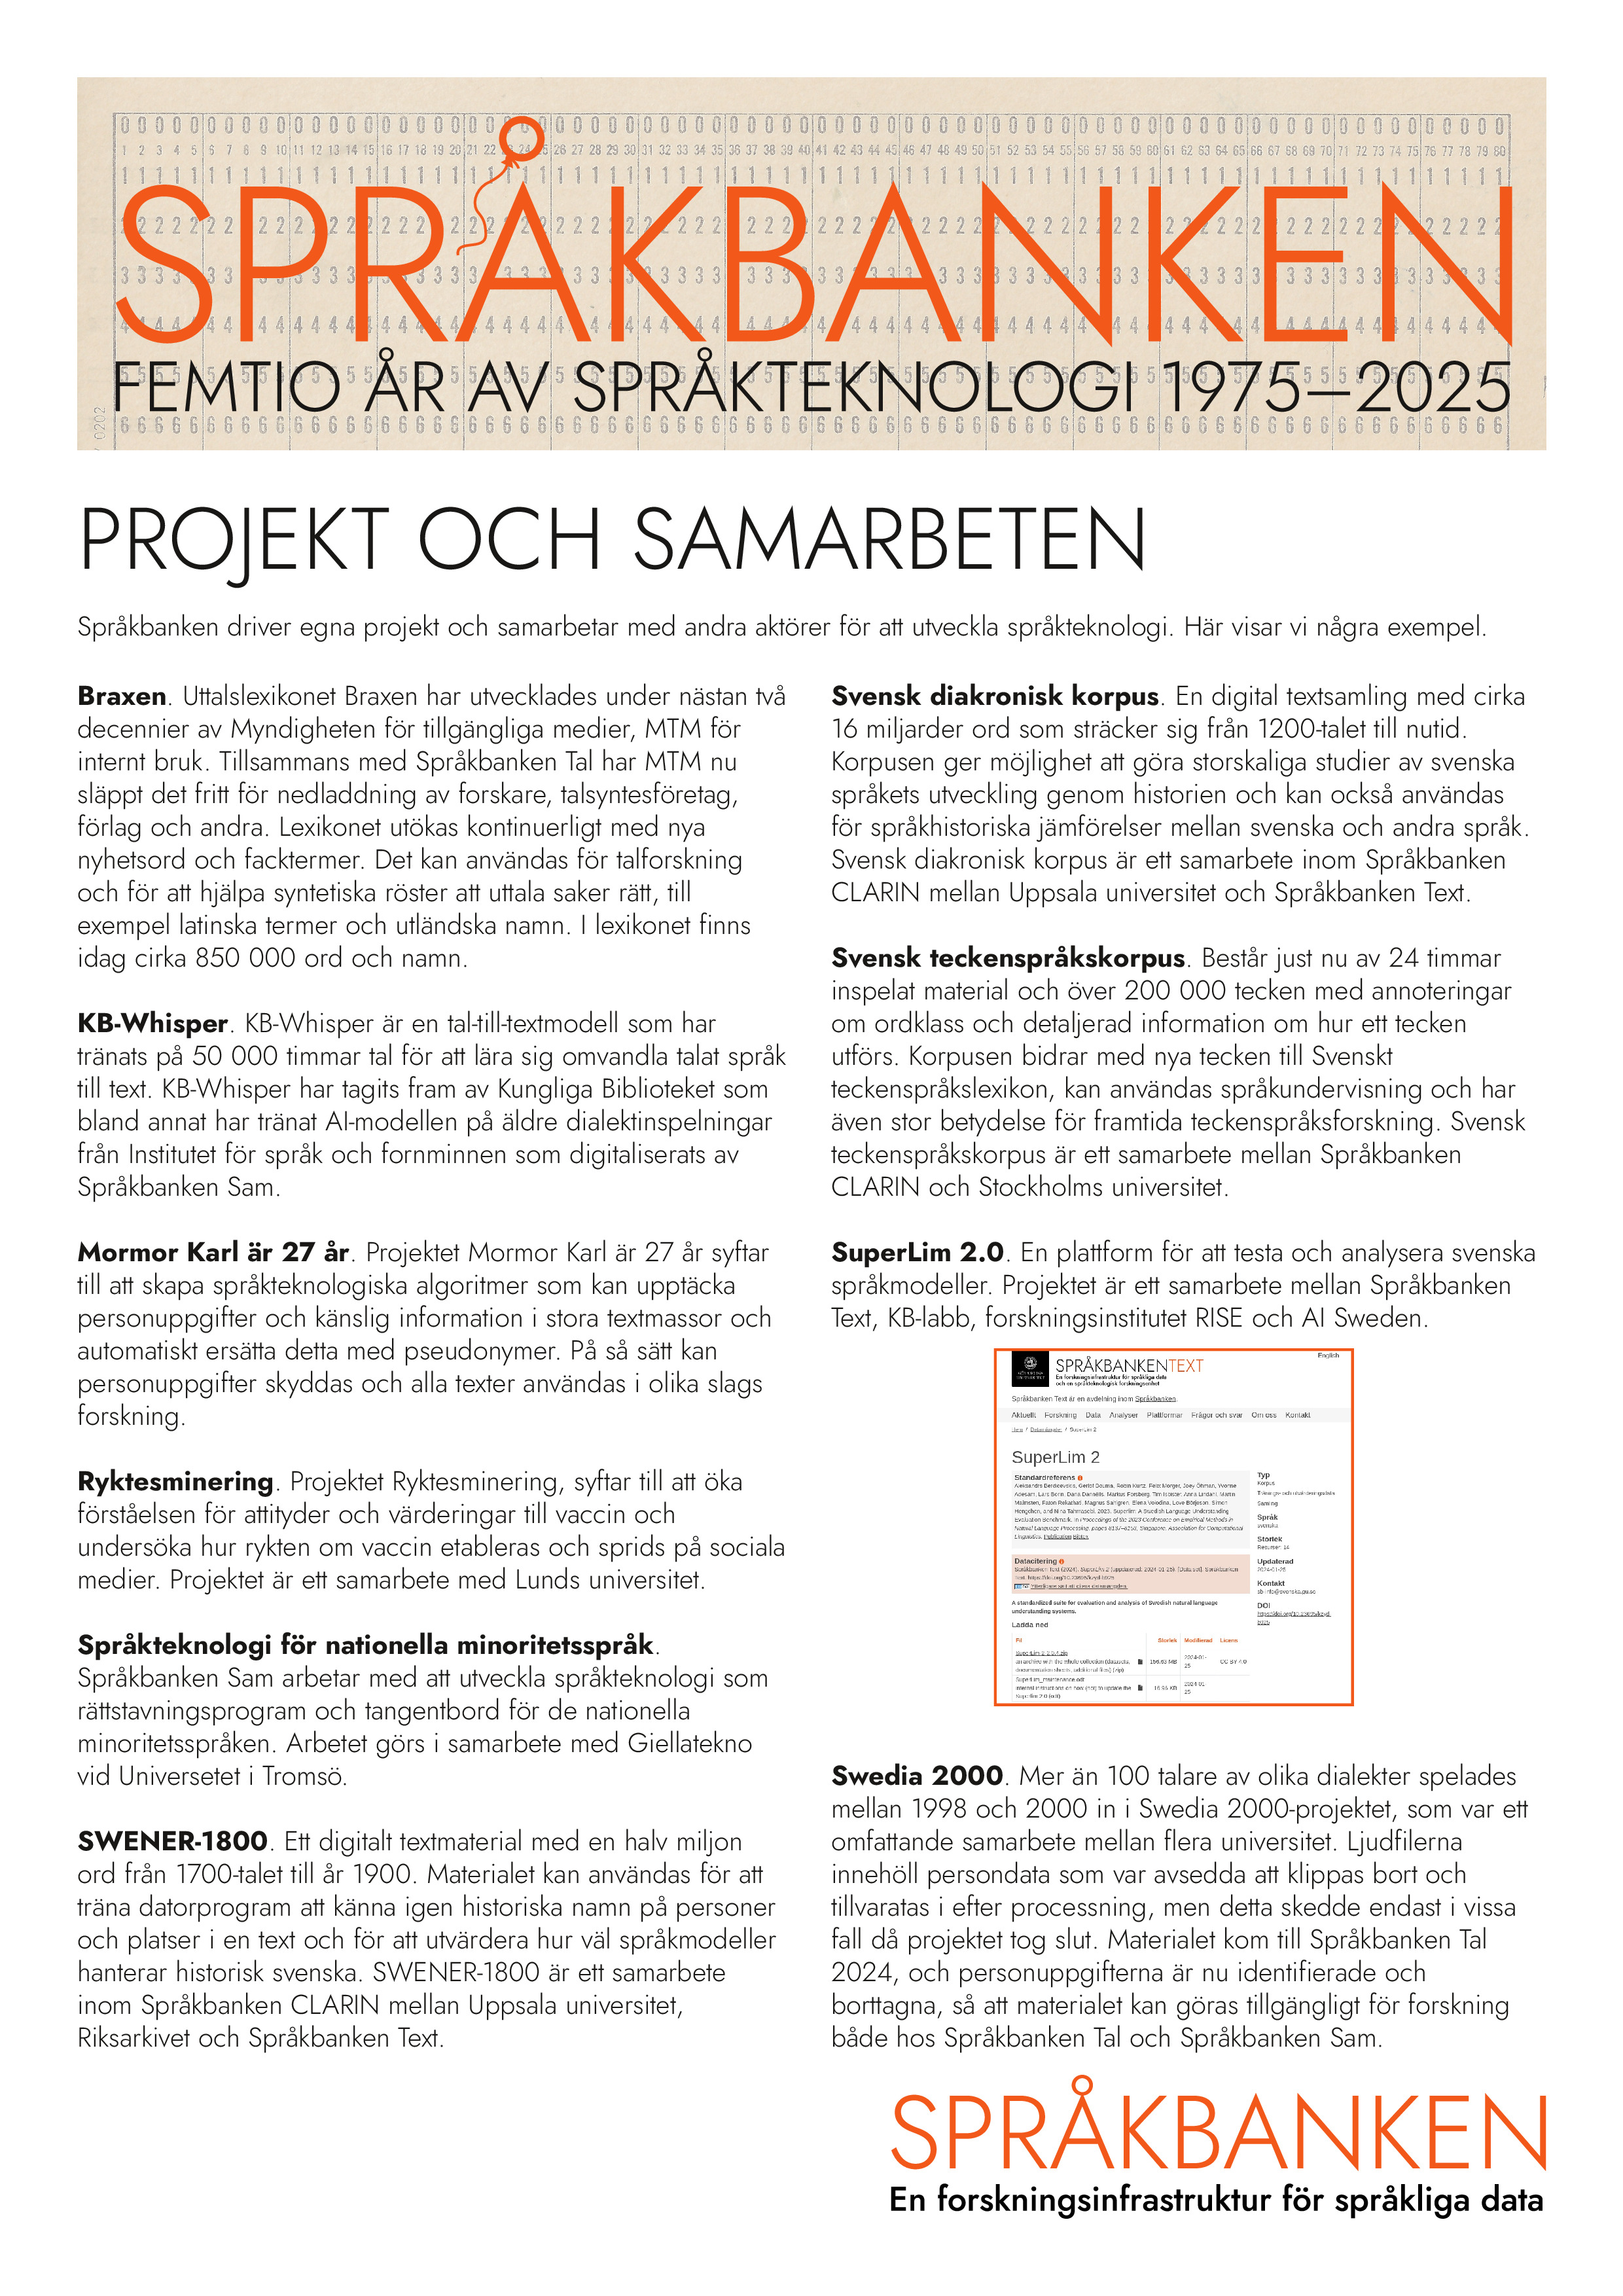 SPRÅKBANKEN
FEMTIO ÅR AV SPRÅKTEKNOLOGI 1975–2025
PROJEKT OCH SAMARBETEN
Språkbanken driver egna projekt och samarbetar med andra aktörer för att utveckla språkteknologi. Här visar vi några exempel.
Braxen. Uttalslexikonet Braxen har utvecklades under nästan två
decennier av Myndigheten för tillgängliga medier, MTM för
internt bruk. Tillsammans med Språkbanken Tal har MTM nu
släppt det fritt för nedladdning av forskare, talsyntesföretag,
förlag och andra. Lexikonet utökas kontinuerligt med nya
nyhetsord och facktermer. Det kan användas för talforskning
och för att hjälpa syntetiska röster att uttala saker rätt, till
exempel latinska termer och utländska namn. I lexikonet finns
idag cirka 850 000 ord och namn.
KB-Whisper. KB-Whisper är en tal-till-textmodell som har
tränats på 50 000 timmar tal för att lära sig omvandla talat språk
till text. KB-Whisper har tagits fram av Kungliga Biblioteket som
bland annat har tränat AI-modellen på äldre dialektinspelningar
från Institutet för språk och fornminnen som digitaliserats av
Språkbanken Sam.
Mormor Karl är 27 år. Projektet Mormor Karl är 27 år syftar
till att skapa språkteknologiska algoritmer som kan upptäcka
personuppgifter och känslig information i stora textmassor och
automatiskt ersätta detta med pseudonymer. På så sätt kan
personuppgifter skyddas och alla texter användas i olika slags
forskning.
Ryktesminering. Projektet Ryktesminering, syftar till att öka
förståelsen för attityder och värderingar till vaccin och
undersöka hur rykten om vaccin etableras och sprids på sociala
medier. Projektet är ett samarbete med Lunds universitet.
Språkteknologi för nationella minoritetsspråk.
Språkbanken Sam arbetar med att utveckla språkteknologi som
rättstavningsprogram och tangentbord för de nationella
minoritetsspråken. Arbetet görs i samarbete med Giellatekno
vid Universetet i Tromsö.
SWENER-1800. Ett digitalt textmaterial med en halv miljon
ord från 1700-talet till år 1900. Materialet kan användas för att
träna datorprogram att känna igen historiska namn på personer
och platser i en text och för att utvärdera hur väl språkmodeller
hanterar historisk svenska. SWENER-1800 är ett samarbete
inom Språkbanken CLARIN mellan Uppsala universitet,
Riksarkivet och Språkbanken Text.
Svensk diakronisk korpus. En digital textsamling med cirka
16 miljarder ord som sträcker sig från 1200-talet till nutid.
Korpusen ger möjlighet att göra storskaliga studier av svenska
språkets utveckling genom historien och kan också användas
för språkhistoriska jämförelser mellan svenska och andra språk.
Svensk diakronisk korpus är ett samarbete inom Språkbanken
CLARIN mellan Uppsala universitet och Språkbanken Text.
Svensk teckenspråkskorpus. Består just nu av 24 timmar
inspelat material och över 200 000 tecken med annoteringar
om ordklass och detaljerad information om hur ett tecken
utförs. Korpusen bidrar med nya tecken till Svenskt
teckenspråkslexikon, kan användas språkundervisning och har
även stor betydelse för framtida teckenspråksforskning. Svensk
teckenspråkskorpus är ett samarbete mellan Språkbanken
CLARIN och Stockholms universitet.
SuperLim 2.0. En plattform för att testa och analysera svenska
språkmodeller. Projektet är ett samarbete mellan Språkbanken
Text, KB-labb, forskningsinstitutet RISE och AI Sweden.
English
SPRÅKBANKENTEXT
En forskningsinfrastruktur för språkliga data
och en språkteknologisk forskningsenhet
Språkbanken Text är en avdelning inom Språkbanken.
Aktuellt Forskning Data Analyser Plattformar Frågor och svar Om oss Kontakt
SuperLim 2
Standardreferens
Datacitering
A standardized suite for evaluation and analysis of Swedish natural language
understanding systems.
Ladda ned
Fil Storlek Modifierad Licens
CC BY 4.0
Typ
Korpus
Språk
svenska
Storlek
Uppdaterad
2024-01-25
Kontakt
DOI
Swedia 2000. Mer än 100 talare av olika dialekter spelades
mellan 1998 och 2000 in i Swedia 2000-projektet, som var ett
omfattande samarbete mellan flera universitet. Ljudfilerna
innehöll persondata som var avsedda att klippas bort och
tillvaratas i efter processning, men detta skedde endast i vissa
fall då projektet tog slut. Materialet kom till Språkbanken Tal
2024, och personuppgifterna är nu identifierade och
borttagna, så att materialet kan göras tillgängligt för forskning
både hos Språkbanken Tal och Språkbanken Sam.
SPRÅKBANKEN
En forskningsinfrastruktur för språkliga data